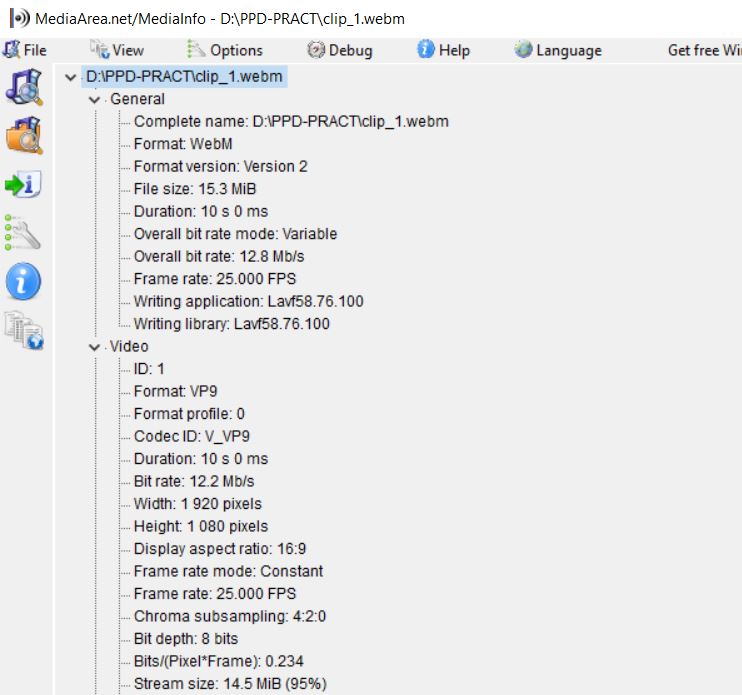 MediaArea.net/MediaInfo - D:\PPD-PRACT\clip_1.webm
File View Options Debug Help Language Get free Wi
D:\PPD-PRACT\clip_1.webm
General
Complete name: D:\PPD-PRACT\clip_1.webm
Format: WebM
Format version: Version 2
File size: 15.3 MiB
Duration: 10 s 0 ms
Overall bit rate mode: Variable
Overall bit rate: 12.8 Mb/s
Frame rate: 25.000 FPS
Writing application: Lavf58.76.100
Writing library: Lavf58.76.100
Video
ID: 1
Format: VP9
Format profile: 0
Codec ID: V_VP9
Duration: 10 s 0 ms
Bit rate: 12.2 Mb/s
Width: 1 920 pixels
Height: 1 080 pixels
Display aspect ratio: 16:9
Frame rate mode: Constant
Frame rate: 25.000 FPS
Chroma subsampling: 4:2:0
Bit depth: 8 bits
Bits/(Pixel*Frame): 0.234
Stream size: 14.5 MiB (95%)